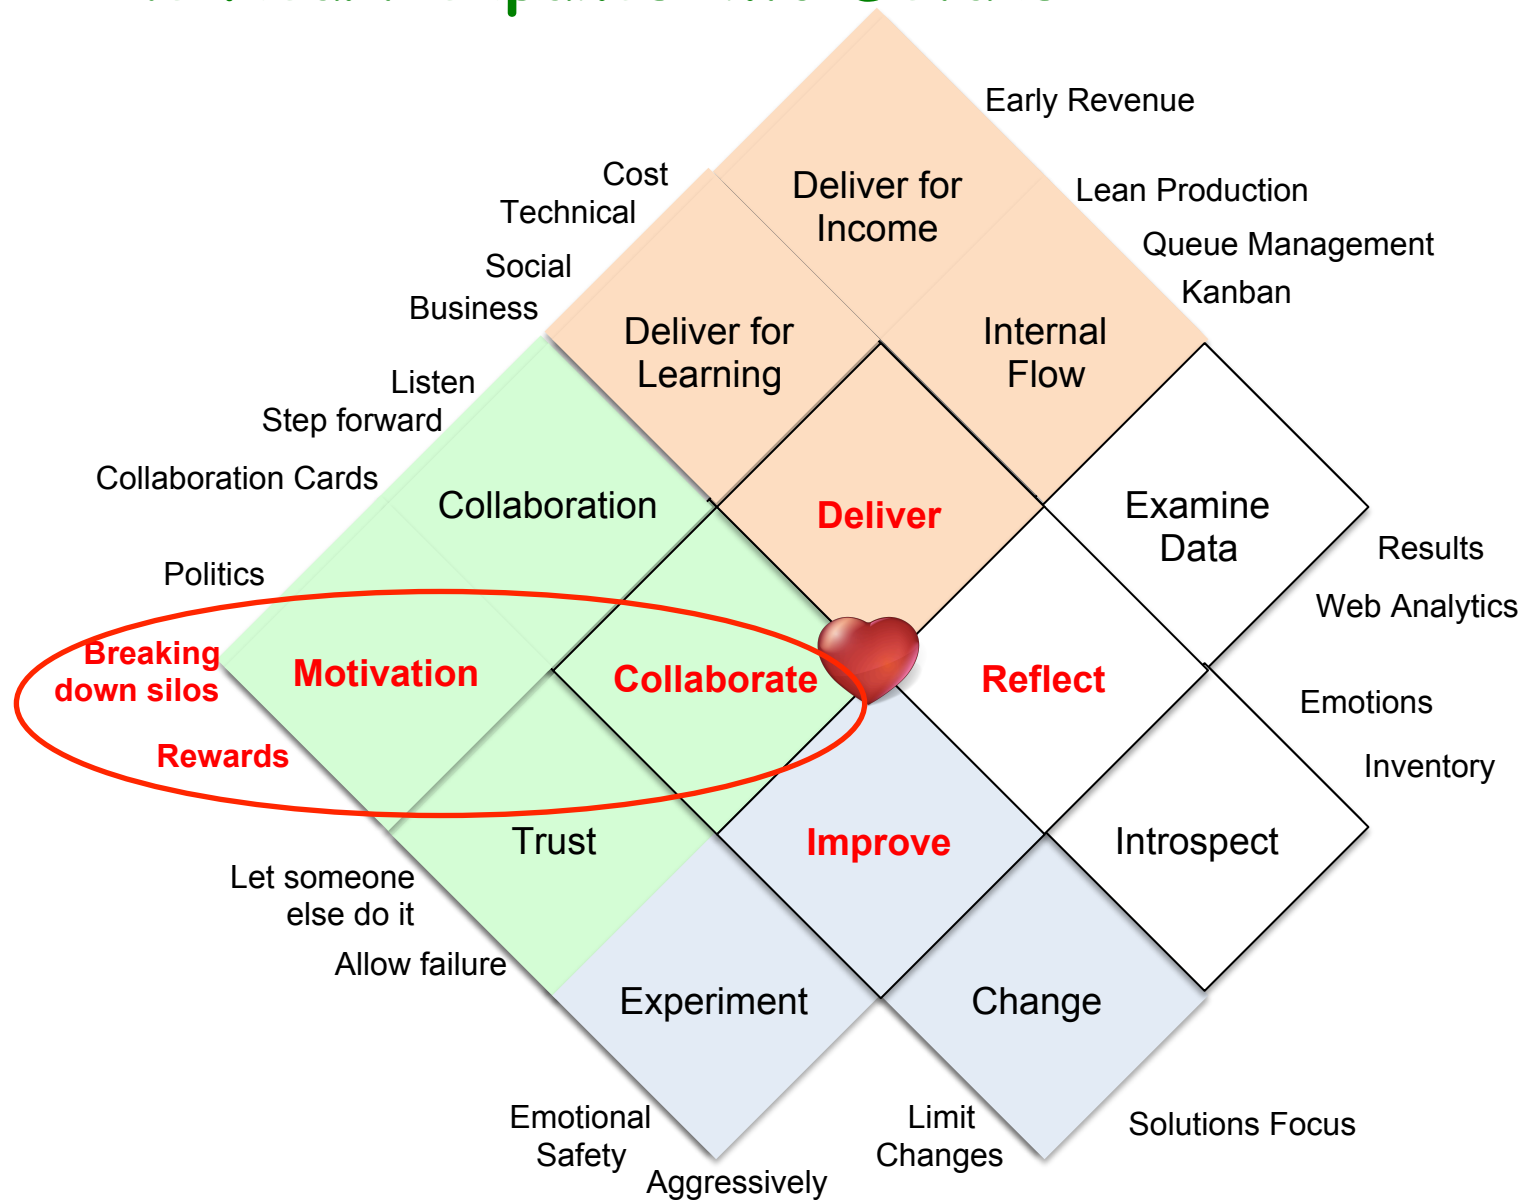 Early Revenue
Cost
Deliver for
Income
Lean Production
Technical
Queue Management
Social
Kanban
Business
Deliver for
Learning
Internal
Flow
Listen
Step forward
Collaboration Cards
Collaboration
Deliver
Examine
Data
Results
Politics
Web Analytics
Breaking
down silos
Motivation
Collaborate
Reflect
Emotions
Rewards
Inventory
Trust
Improve
Introspect
Let someone
else do it
Allow failure
Experiment
Change
Emotional
Safety
Limit
Changes
Solutions Focus
Aggressively